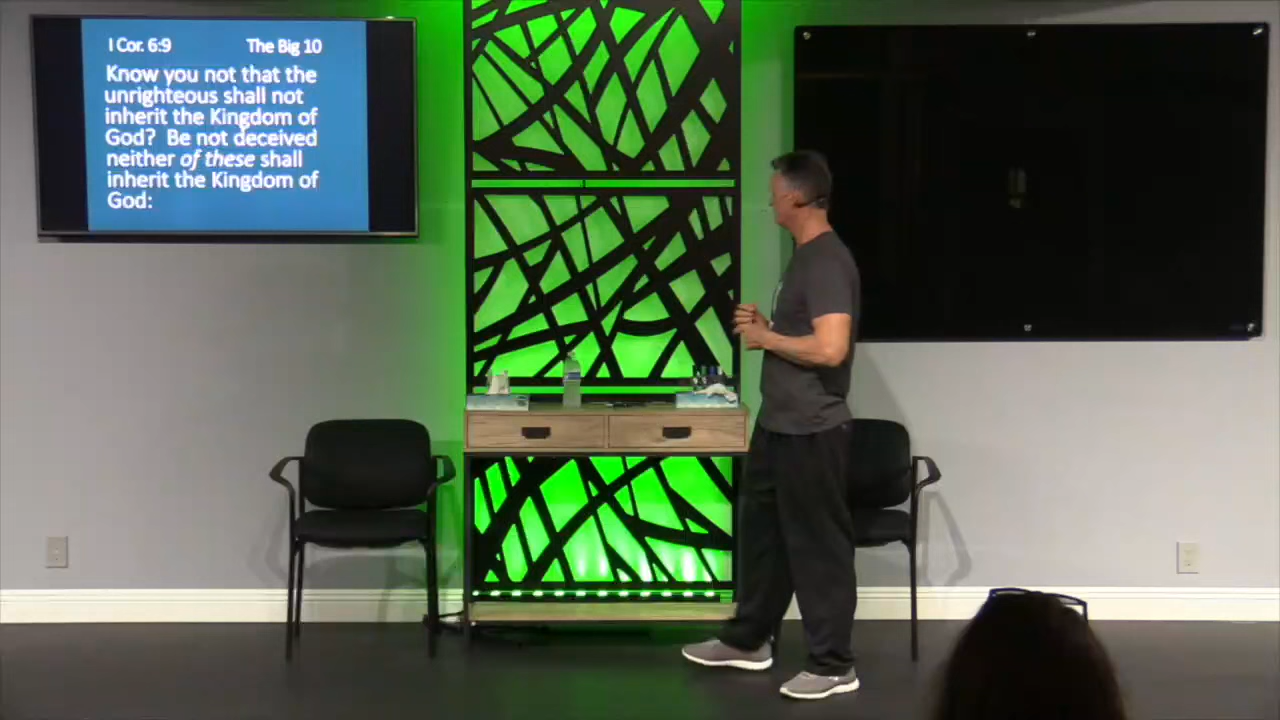 I Cor. 6:9 The Big 10
Know you not that the
unrighteous shall not
inherit the Kingdom of
God? Be not deceived
neither of these shall
inherit the Kingdom of
God: